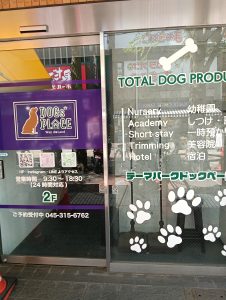 TOTAL DOG PRODU
DOGS' PLACE
Nursery 幼稚園
Academy しつけ
Short stay 一時預
Trimming 美容院
Hotel 宿泊
テーマパークドッグベー
HP・Instagram・LINE よりアクセス
営業時間 9:30～18:30
(24時間対応)
2F
ご予約受付中 045-315-6762